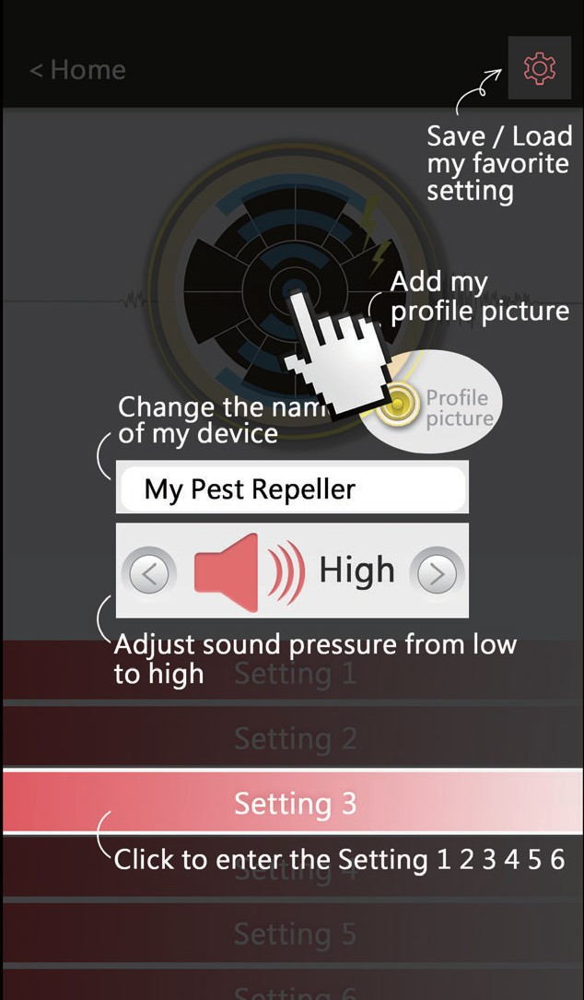 < Home
Save / Load
my favorite
setting
Add my
profile picture
Profile
picture
Change the nam
of my device
My Pest Repeller
High
Adjust sound pressure from low
to high
Setting 1
Setting 2
Setting 3
Click to enter the Setting 1 2 3 4 5 6
Setting 4
Setting 5
Setting 6